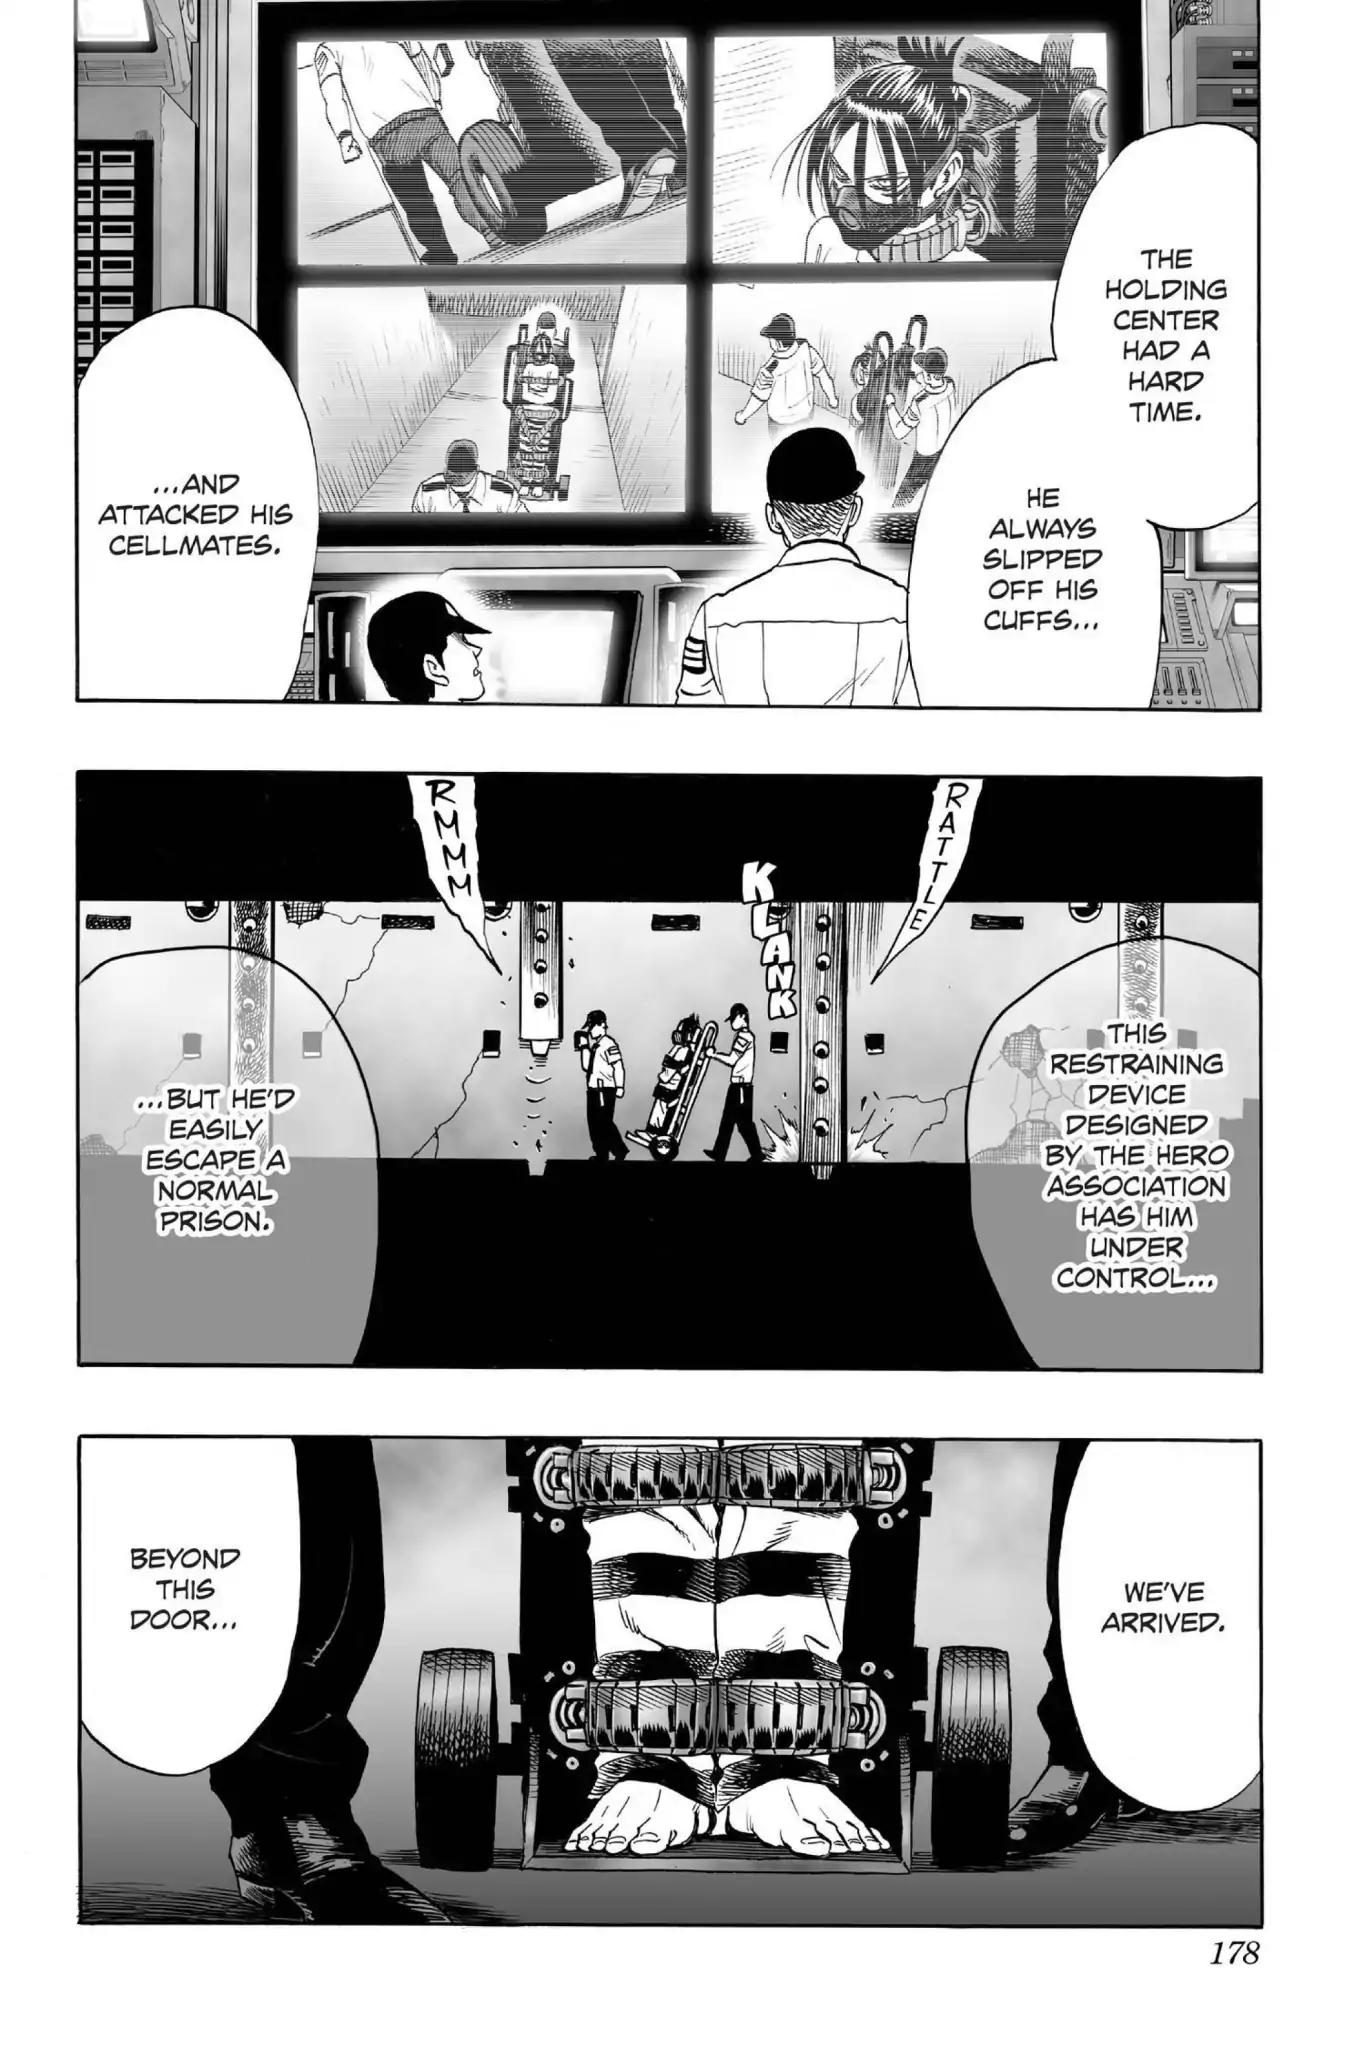 THE
HOLDING
CENTER
HAD A
HARD
TIME.
HE
ALWAYS
SLIPPED
OFF HIS
CUFFS...
...AND
ATTACKED HIS
CELLMATES.
RATTLE
KLANK
RMMM
THIS
RESTRAINING
DEVICE
DESIGNED
BY THE HERO
ASSOCIATION
HAS HIM
UNDER
CONTROL...
...BUT HE'D
EASILY
ESCAPE A
NORMAL
PRISON.
WE'VE
ARRIVED.
BEYOND
THIS
DOOR...
178